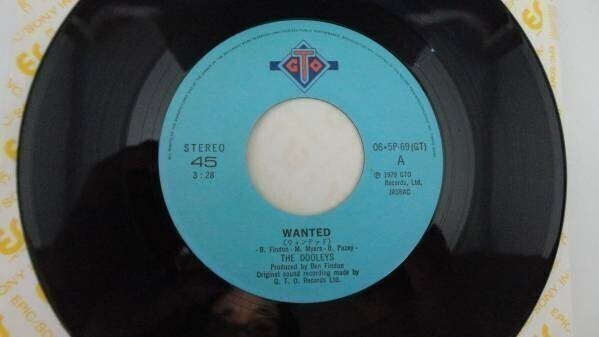 GTO
STEREO
45
3:28
06・5P-69(GT)
A
℗ 1979 GTO
Records, Ltd.
JASRAC
WANTED
(ウォンテッド)
- B. Findon - M. Myers - B. Puzey -
THE DOOLEYS
Produced by Ben Findon
Original sound recording made by
G. T. O. Records Ltd.